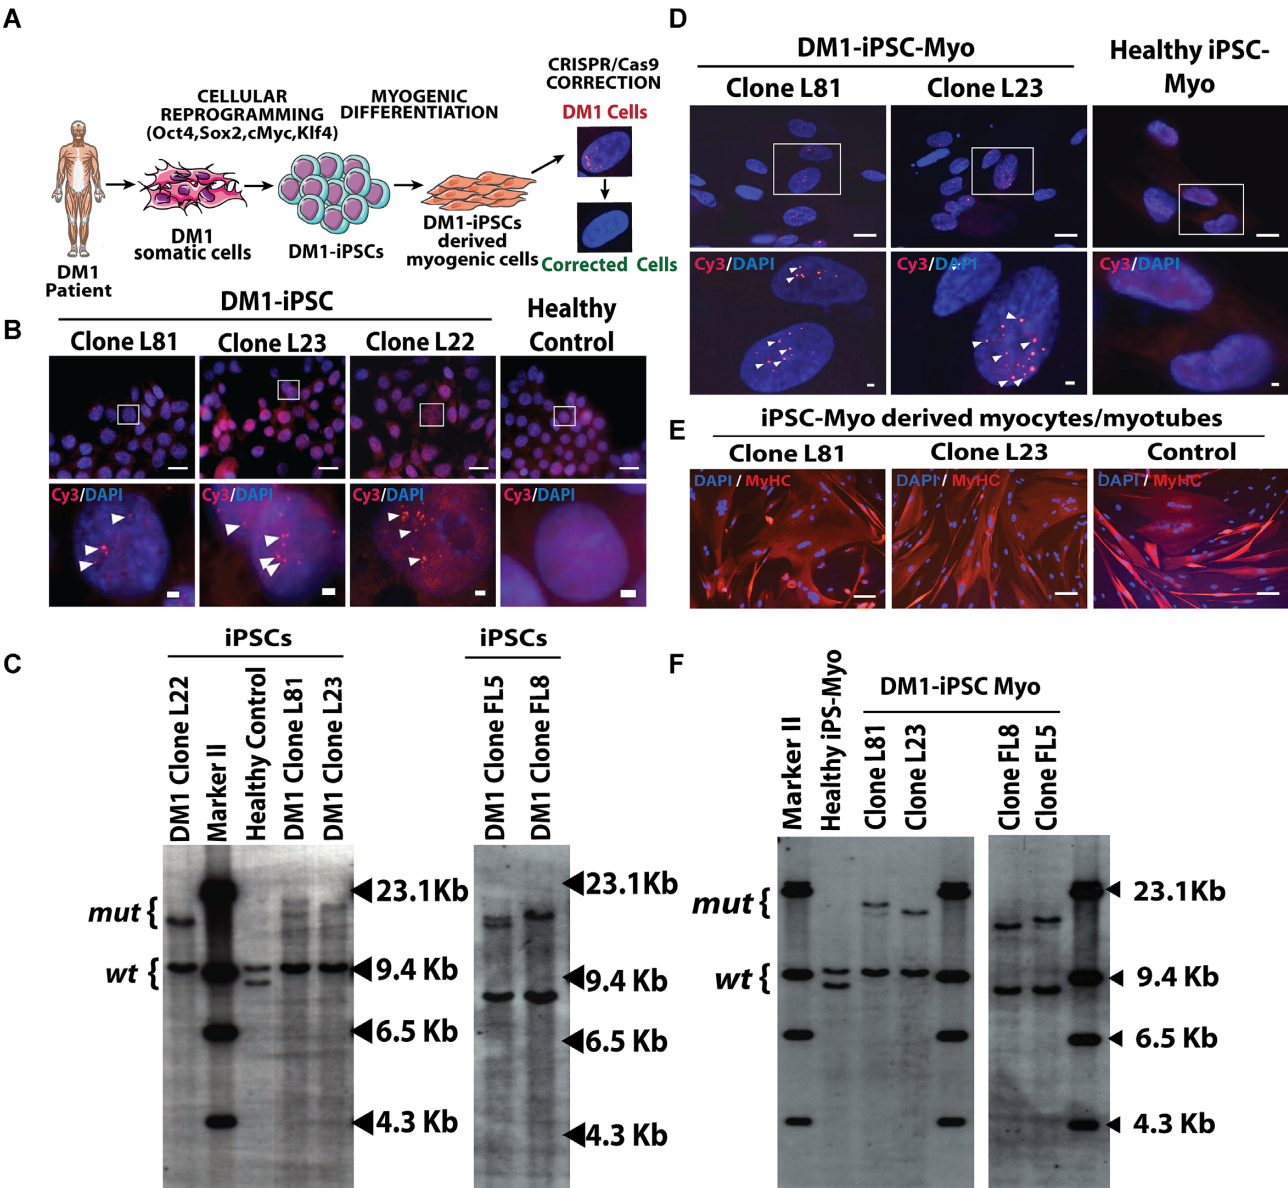 A
CELLULAR
REPROGRAMMING
(Oct4,Sox2,cMyc,Klf4)
MYOGENIC
DIFFERENTIATION
CRISPR/Cas9
CORRECTION
DM1 Cells
DM1
Patient
DM1
somatic cells
DM1-iPSCs
DM1-iPSCs
derived
myogenic cells
Corrected Cells
B
DM1-iPSC
Healthy
Control
Clone L81
Clone L23
Clone L22
Cy3/DAPI
Cy3/DAPI
Cy3/DAPI
Cy3/DAPI
C
iPSCs
DM1 Clone L22
Marker II
Healthy Control
DM1 Clone L81
DM1 Clone L23
mut {
wt {
23.1Kb
9.4 Kb
6.5 Kb
4.3 Kb
iPSCs
DM1 Clone FL5
DM1 Clone FL8
23.1Kb
9.4 Kb
6.5 Kb
4.3 Kb
D
DM1-iPSC-Myo
Healthy iPSC-
Myo
Clone L81
Clone L23
Cy3/DAPI
Cy3/DAPI
Cy3/DAPI
E
iPSC-Myo derived myocytes/myotubes
Clone L81
Clone L23
Control
DAPI / MyHC
DAPI / MyHC
DAPI / MyHC
F
Marker II
Healthy iPS-Myo
DM1-iPSC Myo
Clone L81
Clone L23
Clone FL8
Clone FL5
mut {
wt {
23.1Kb
9.4 Kb
6.5 Kb
4.3 Kb